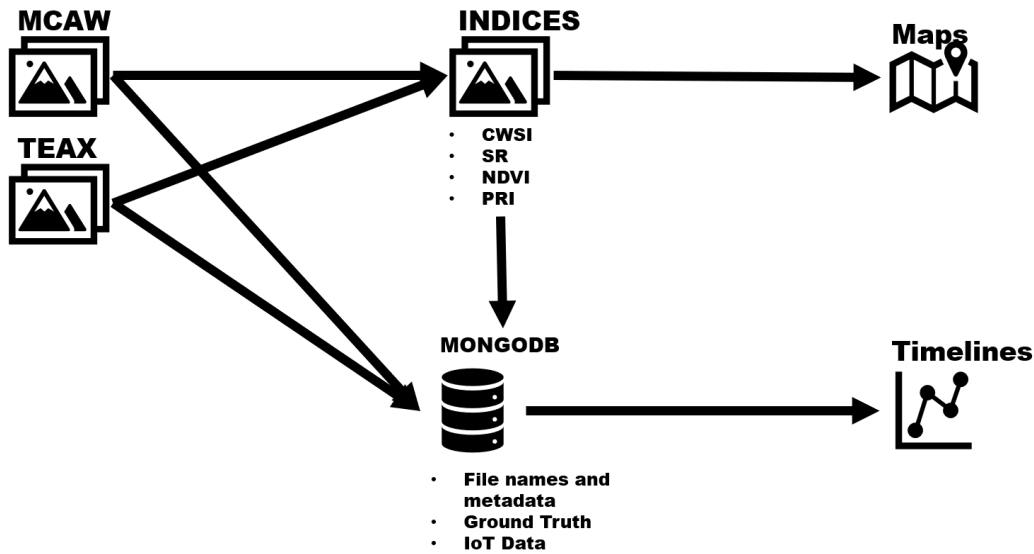 MCAW
INDICES
Maps
TEAX
• CWSI
• SR
• NDVI
• PRI
MONGODB
Timelines
• File names and
metadata
• Ground Truth
• IoT Data